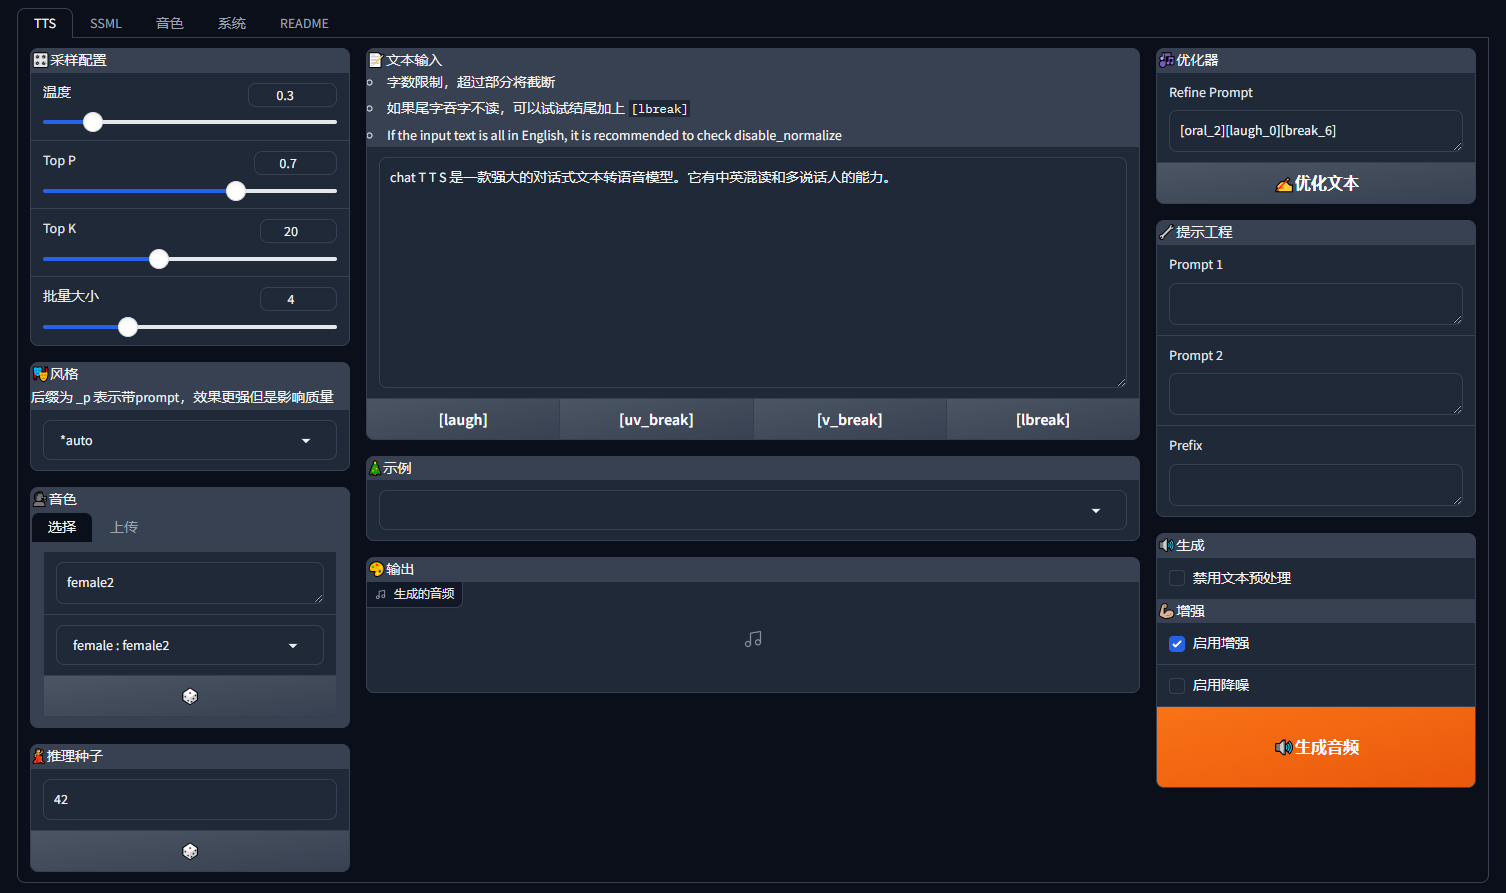 TTS SSML 音色 系统 README
采样配置
温度 0.3
Top P 0.7
Top K 20
批量大小 4
风格
后缀为 _p 表示带prompt，效果更强但是影响质量
*auto
音色
选择 上传
female2
female : female2
推理种子
42
文本输入
字数限制，超过部分将截断
如果尾字吞字不读，可以试试结尾加上 [lbreak]
If the input text is all in English, it is recommended to check disable_normalize
chat T T S 是一款强大的对话式文本转语音模型。它有中英混读和多说话人的能力。
[laugh] [uv_break] [v_break] [lbreak]
示例
输出
生成的音频
优化器
Refine Prompt
[oral_2][laugh_0][break_6]
优化文本
提示工程
Prompt 1
Prompt 2
Prefix
生成
禁用文本预处理
增强
启用增强
启用降噪
生成音频